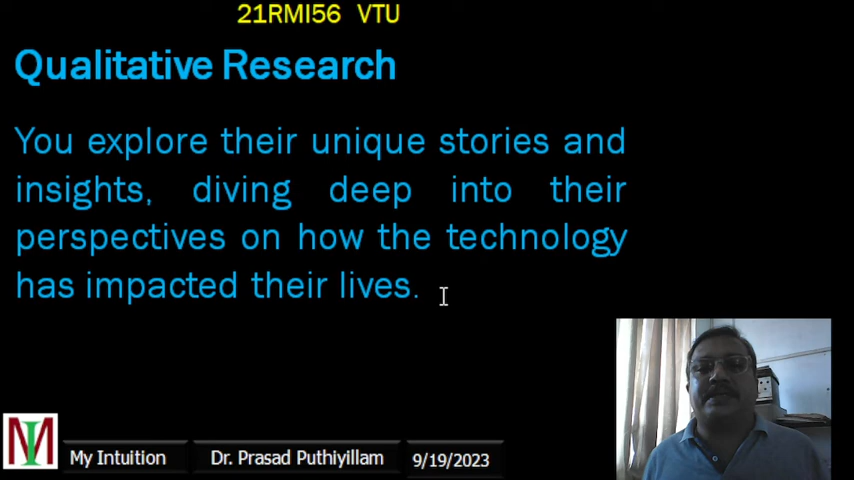 21RMI56 VTU
Qualitative Research
You explore their unique stories and
insights, diving deep into their
perspectives on how the technology
has impacted their lives.
MI
My Intuition
Dr. Prasad Puthiyillam
9/19/2023